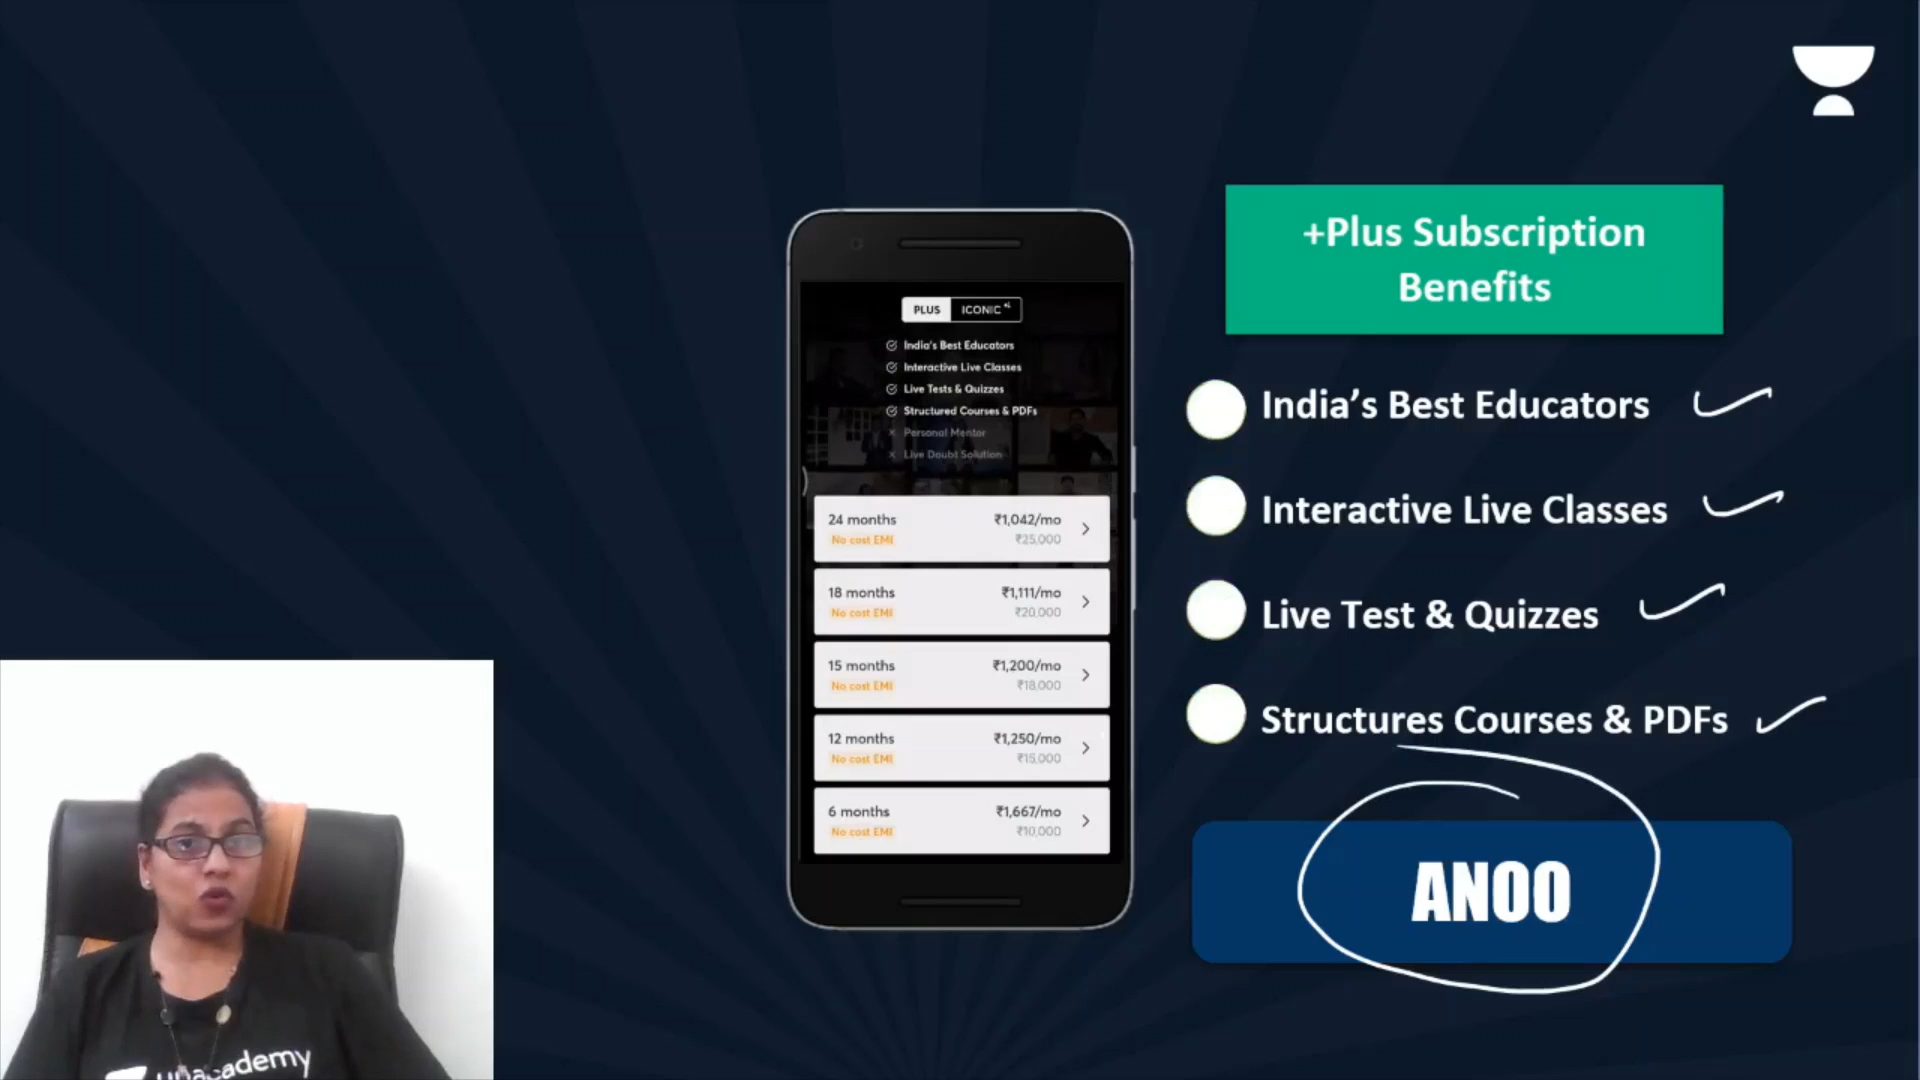 +Plus Subscription
Benefits
PLUS ICONIC
India's Best Educators
Interactive Live Classes
Live Tests & Quizzes
Structured Courses & PDFs
Personal Mentor
Live Doubt Solution
24 months ₹1,042/mo
No cost EMI ₹25,000
18 months ₹1,111/mo
No cost EMI ₹20,000
15 months ₹1,200/mo
No cost EMI ₹18,000
12 months ₹1,250/mo
No cost EMI ₹15,000
6 months ₹1,667/mo
No cost EMI ₹10,000
India’s Best Educators
Interactive Live Classes
Live Test & Quizzes
Structures Courses & PDFs
ANOO
unacademy